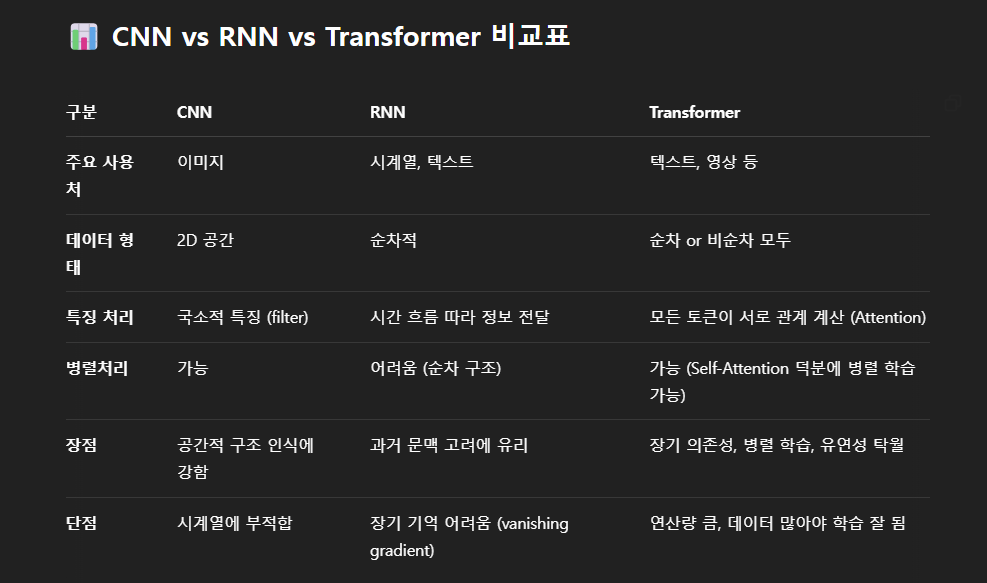 📊 CNN vs RNN vs Transformer 비교표
구분 CNN RNN Transformer
주요 사용처 이미지 시계열, 텍스트 텍스트, 영상 등
데이터 형태 2D 공간 순차적 순차 or 비순차 모두
특징 처리 국소적 특징 (filter) 시간 흐름 따라 정보 전달 모든 토큰이 서로 관계 계산 (Attention)
병렬처리 가능 어려움 (순차 구조) 가능 (Self-Attention 덕분에 병렬 학습 가능)
장점 공간적 구조 인식에 강함 과거 문맥 고려에 유리 장기 의존성, 병렬 학습, 유연성 탁월
단점 시계열에 부적합 장기 기억 어려움 (vanishing gradient) 연산량 큼, 데이터 많아야 학습 잘 됨